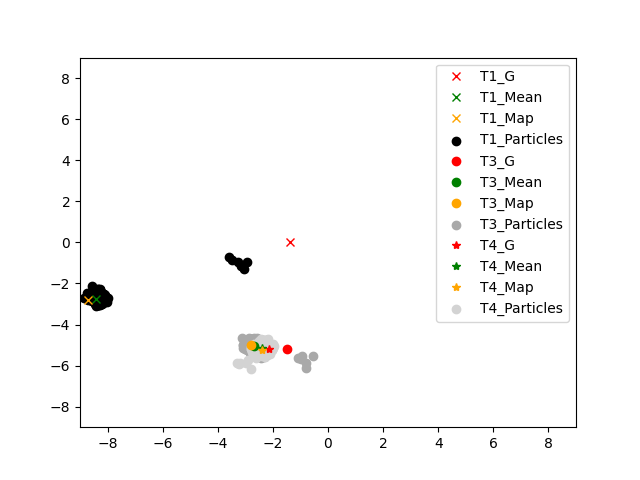 8
6
4
2
0
−2
−4
−6
−8
−8 −6 −4 −2 0 2 4 6 8
T1_G
T1_Mean
T1_Map
T1_Particles
T3_G
T3_Mean
T3_Map
T3_Particles
T4_G
T4_Mean
T4_Map
T4_Particles